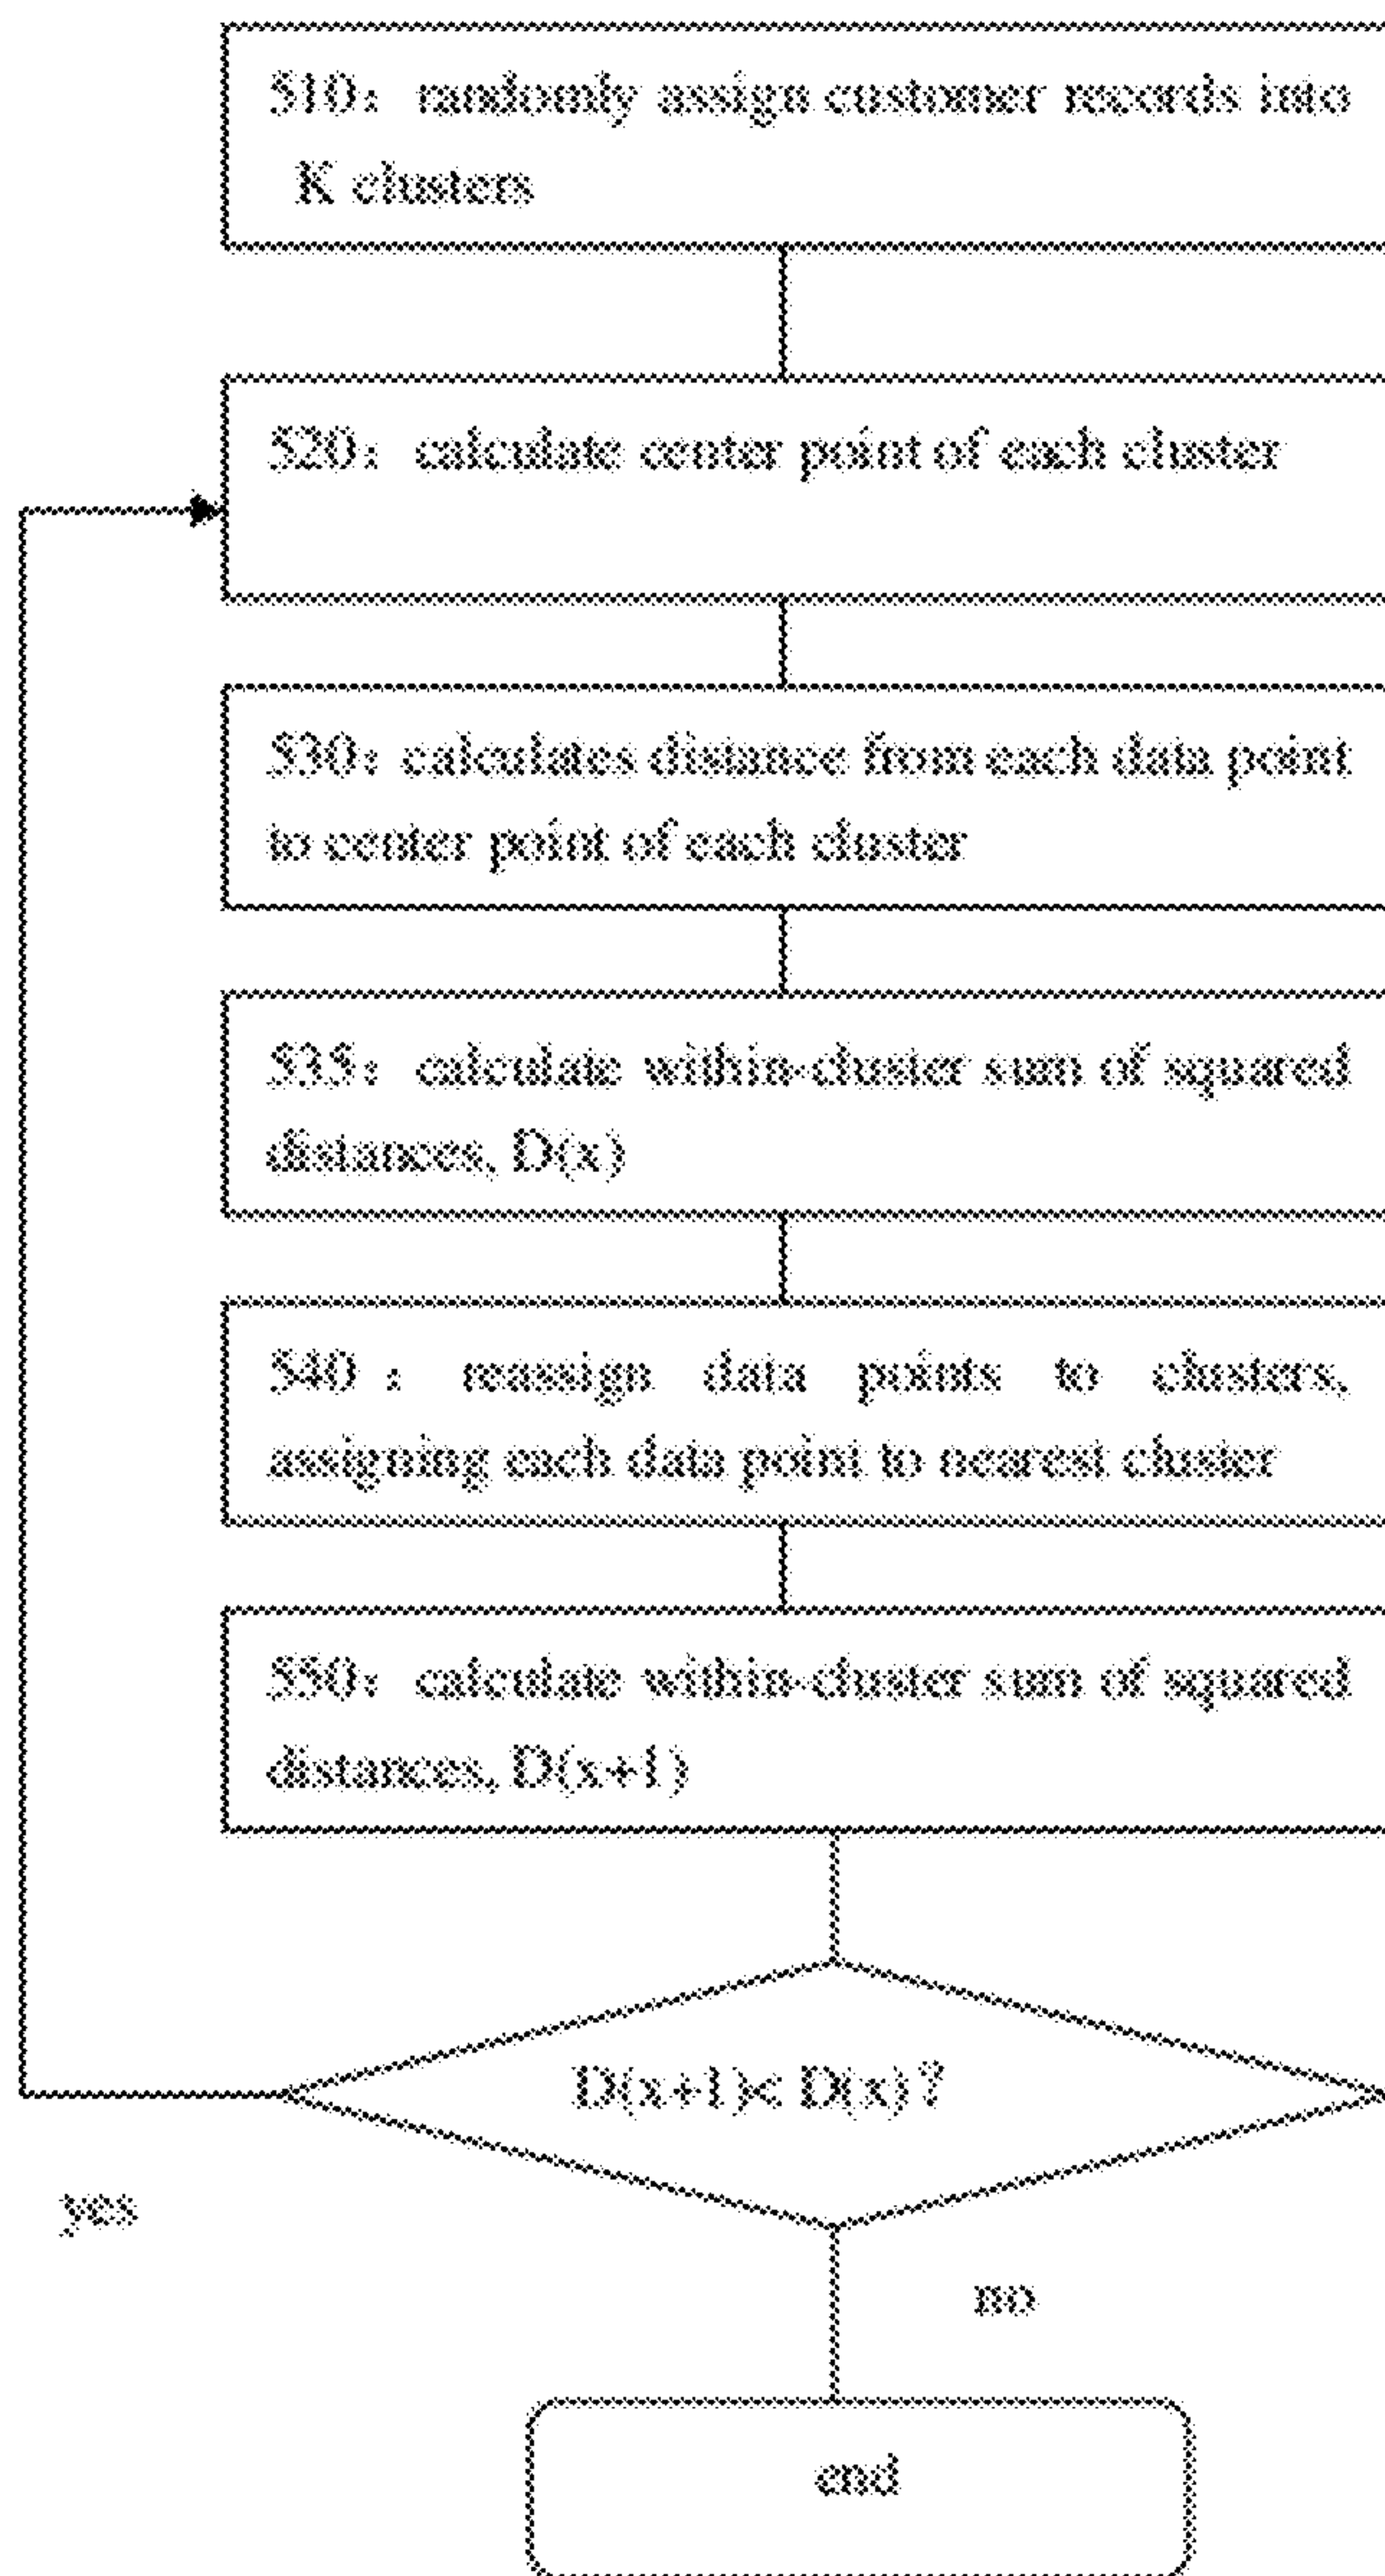 S10: randomly assign customer records into
K clusters
S20: calculate center point of each cluster
S30: calculates distance from each data point
to center point of each cluster
S35: calculate within-cluster sum of squared
distances, D(x)
S40 : reassign data points to clusters,
assigning each data point to nearest cluster
S50: calculate within-cluster sum of squared
distances, D(x+1)
D(x+1)< D(x)?
yes
no
end